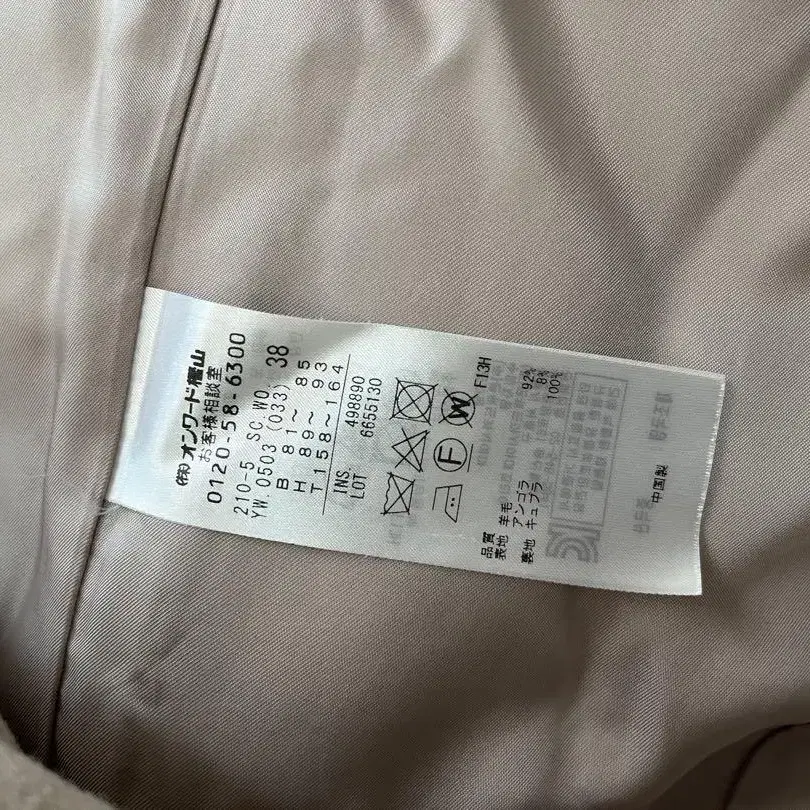 (株)オンワード樫山
お客様相談室
0120-58-6300
210-5 SC.WO.
YW.0503 (033) 38
B 81～ 85
H 89～ 93
T158～164
INS. 498890
LOT 6655130
W
F
F13H
品質
表地 羊毛 92%
アンゴラ 8%
裏地 キュプラ 100%
中国製